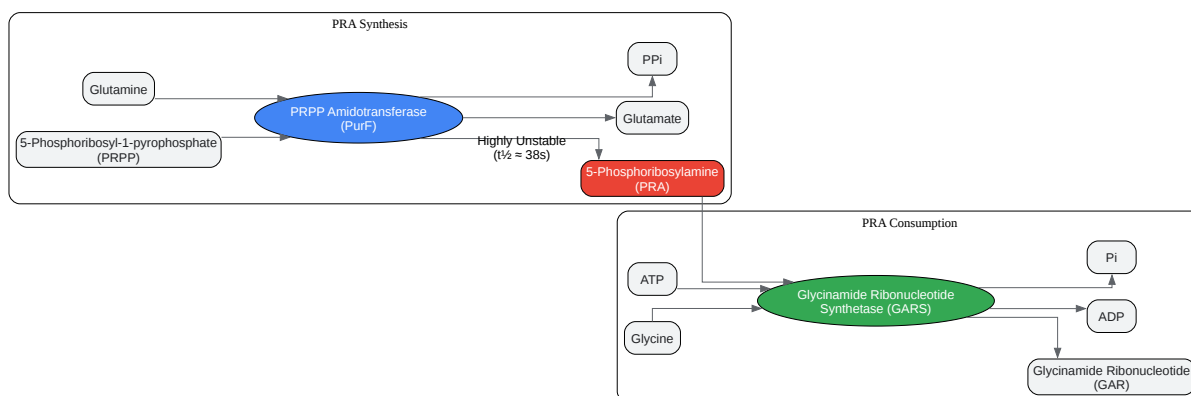 PRA Synthesis
Glutamine
5-Phosphoribosyl-1-pyrophosphate
(PRPP)
PRPP Amidotransferase
(PurF)
PPi
Glutamate
Highly Unstable
(t½ ≈ 38s)
5-Phosphoribosylamine
(PRA)
PRA Consumption
ATP
Glycine
Glycinamide Ribonucleotide
Synthetase (GARS)
Pi
ADP
Glycinamide Ribonucleotide
(GAR)